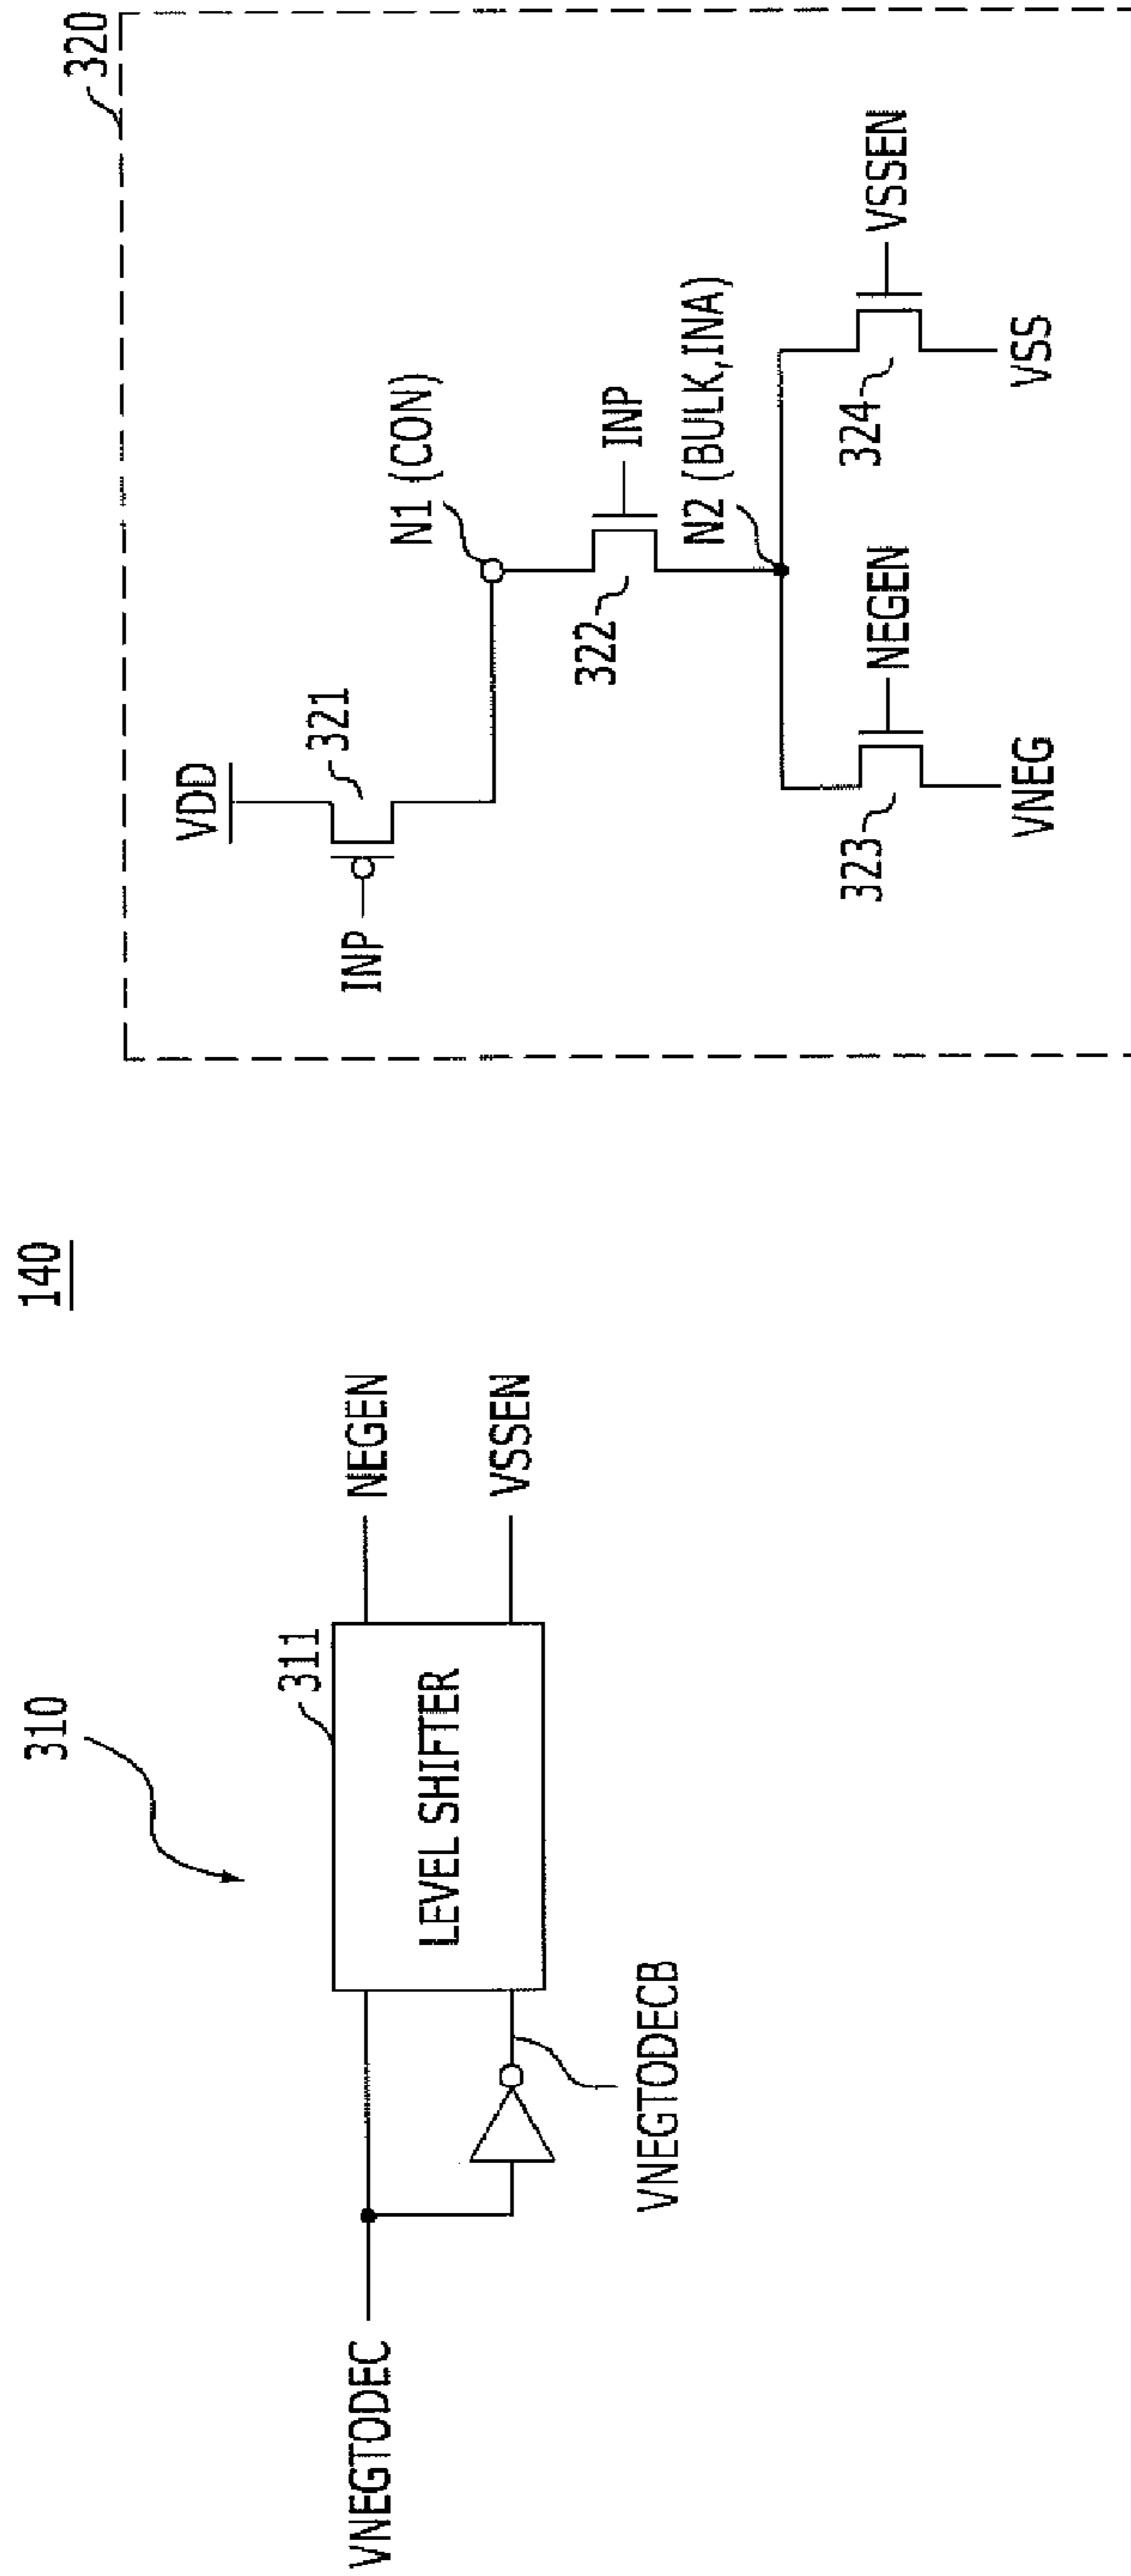 140
310
VNEGTODEC
VNEGTODECB
311
LEVEL SHIFTER
NEGEN
VSSEN
320
VDD
INP
321
N1 (CON)
322
INP
N2 (BULK,INA)
323
NEGEN
VNEG
324
VSSEN
VSS